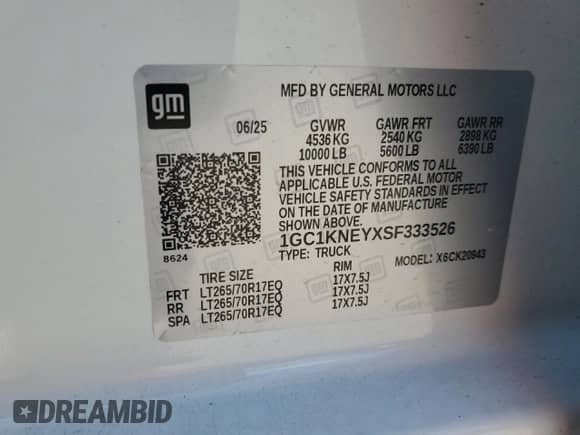 MFD BY GENERAL MOTORS LLC
gm
06/25 GVWR GAWR FRT GAWR RR
4536 KG 2540 KG 2898 KG
10000 LB 5600 LB 6390 LB
THIS VEHICLE CONFORMS TO ALL
APPLICABLE U.S. FEDERAL MOTOR
VEHICLE SAFETY STANDARDS IN EFFECT
ON THE DATE OF MANUFACTURE
SHOWN ABOVE.
1GC1KNEYXSF333526
8624
TYPE: TRUCK MODEL: X6CK20943
TIRE SIZE RIM
FRT LT265/70R17EQ 17X7.5J
RR LT265/70R17EQ 17X7.5J
SPA LT265/70R17EQ 17X7.5J
DREAMBID